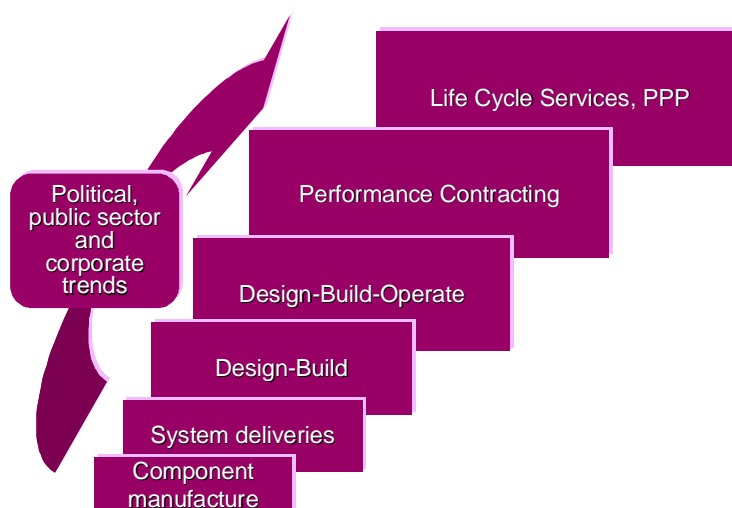 Life Cycle Services, PPP
Performance Contracting
Political,
public sector
and
corporate
trends
Design-Build-Operate
Design-Build
System deliveries
Component
manufacture